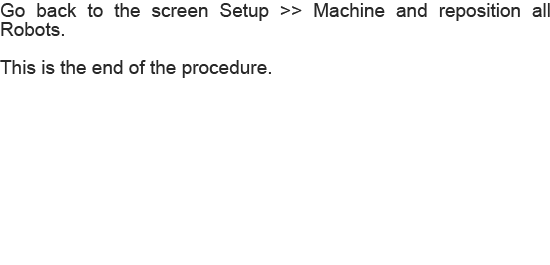 Go back to the screen Setup >> Machine and reposition all
Robots.
This is the end of the procedure.